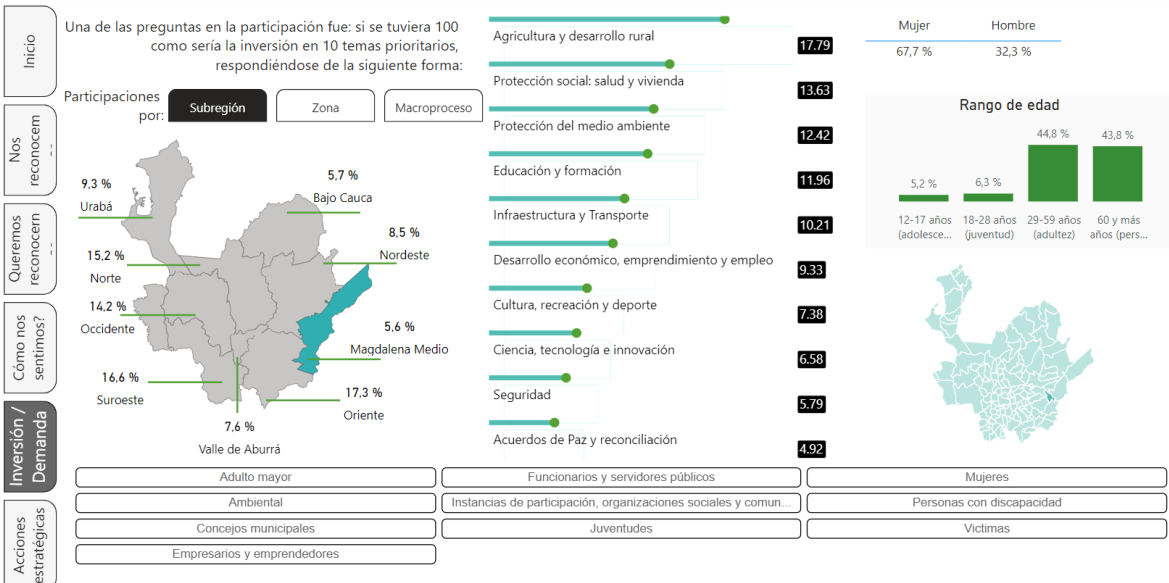 Inicio
Nos
reconocem
Queremos
reconocern
Cómo nos
sentimos?
Inversión /
Demanda
Acciones
estratégicas
Una de las preguntas en la participación fue: si se tuviera 100
como sería la inversión en 10 temas prioritarios,
respondiéndose de la siguiente forma:
Participaciones
por:
Subregión
Zona
Macroproceso
9.3 %
Urabá
5.7 %
Bajo Cauca
8,5 %
Nordeste
15,2 %
Norte
14,2 %
Occidente
5,6 %
Magdalena Medio
16,6 %
Suroeste
17,3 %
Oriente
7.6 %
Valle de Aburrá
Agricultura y desarrollo rural
17.79
Protección social: salud y vivienda
13.63
Protección del medio ambiente
12.42
Educación y formación
11.96
Infraestructura y Transporte
10.21
Desarrollo económico, emprendimiento y empleo
9.33
Cultura, recreación y deporte
7.38
Ciencia, tecnología e innovación
6.58
Seguridad
5.79
Acuerdos de Paz y reconciliación
4.92
Mujer Hombre
67,7 % 32,3 %
Rango de edad
5,2 % 6,3 % 44,8 % 43,8 %
12-17 años 18-28 años 29-59 años 60 y más
(adolesce... (juventud) (adultez) años (pers...
Adulto mayor
Funcionarios y servidores públicos
Mujeres
Ambiental
Instancias de participación, organizaciones sociales y comun...
Personas con discapacidad
Concejos municipales
Juventudes
Victimas
Empresarios y emprendedores